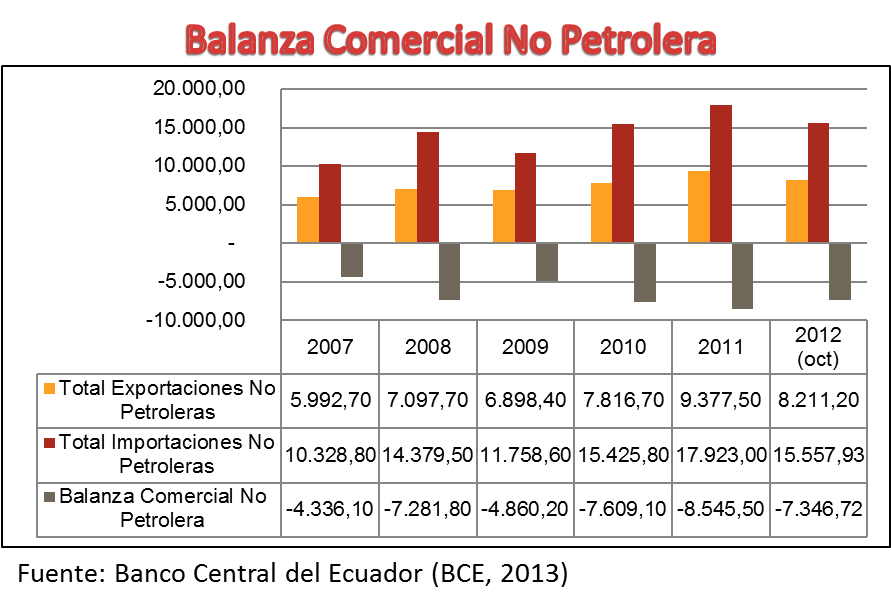 Balanza Comercial No Petrolera
20.000,00
15.000,00
10.000,00
5.000,00
-
-5.000,00
-10.000,00
2007 2008 2009 2010 2011 2012
(oct)
Total Exportaciones No
Petroleras
5.992,70 7.097,70 6.898,40 7.816,70 9.377,50 8.211,20
Total Importaciones No
Petroleras
10.328,80 14.379,50 11.758,60 15.425,80 17.923,00 15.557,93
Balanza Comercial No
Petrolera
-4.336,10 -7.281,80 -4.860,20 -7.609,10 -8.545,50 -7.346,72
Fuente: Banco Central del Ecuador (BCE, 2013)